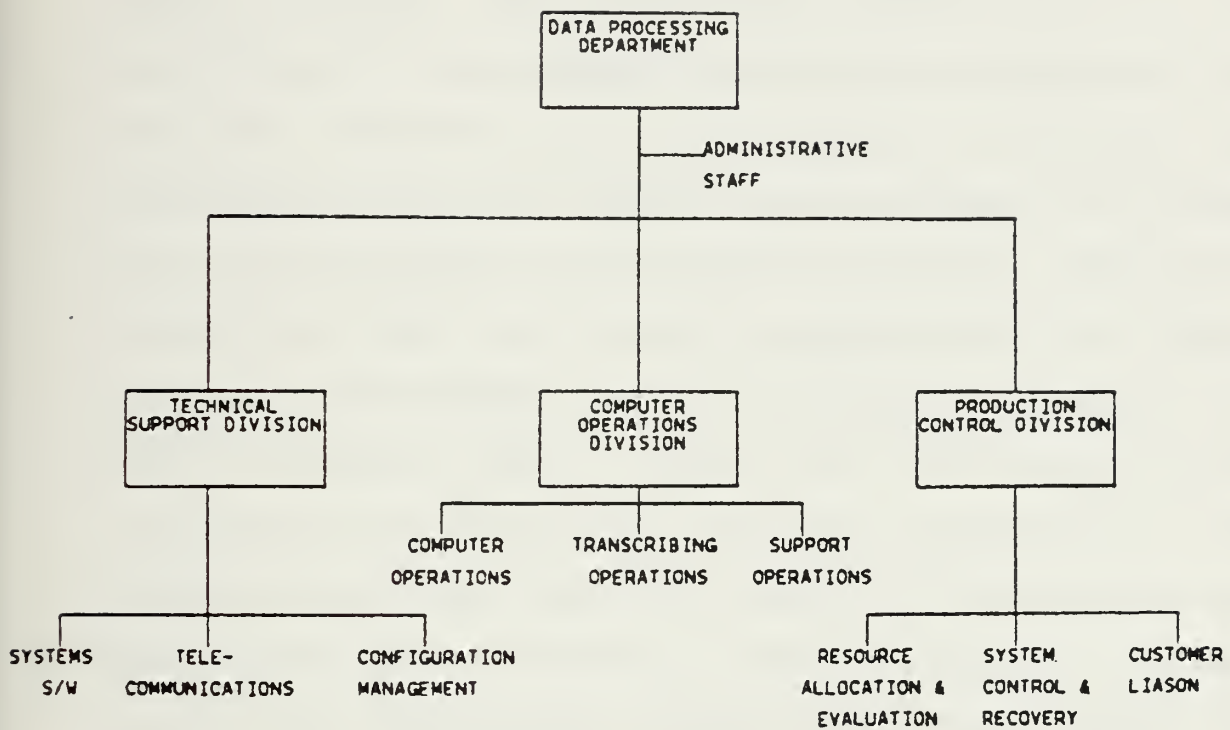 DATA PROCESSING
DEPARTMENT
ADMINISTRATIVE
STAFF
TECHNICAL
SUPPORT DIVISION
COMPUTER
OPERATIONS
DIVISION
PRODUCTION
CONTROL DIVISION
COMPUTER
OPERATIONS
TRANSCRIBING
OPERATIONS
SUPPORT
OPERATIONS
SYSTEMS
S/W
TELE-
COMMUNICATIONS
CONFIGURATION
MANAGEMENT
RESOURCE
ALLOCATION &
EVALUATION
SYSTEM.
CONTROL &
RECOVERY
CUSTOMER
LIASON